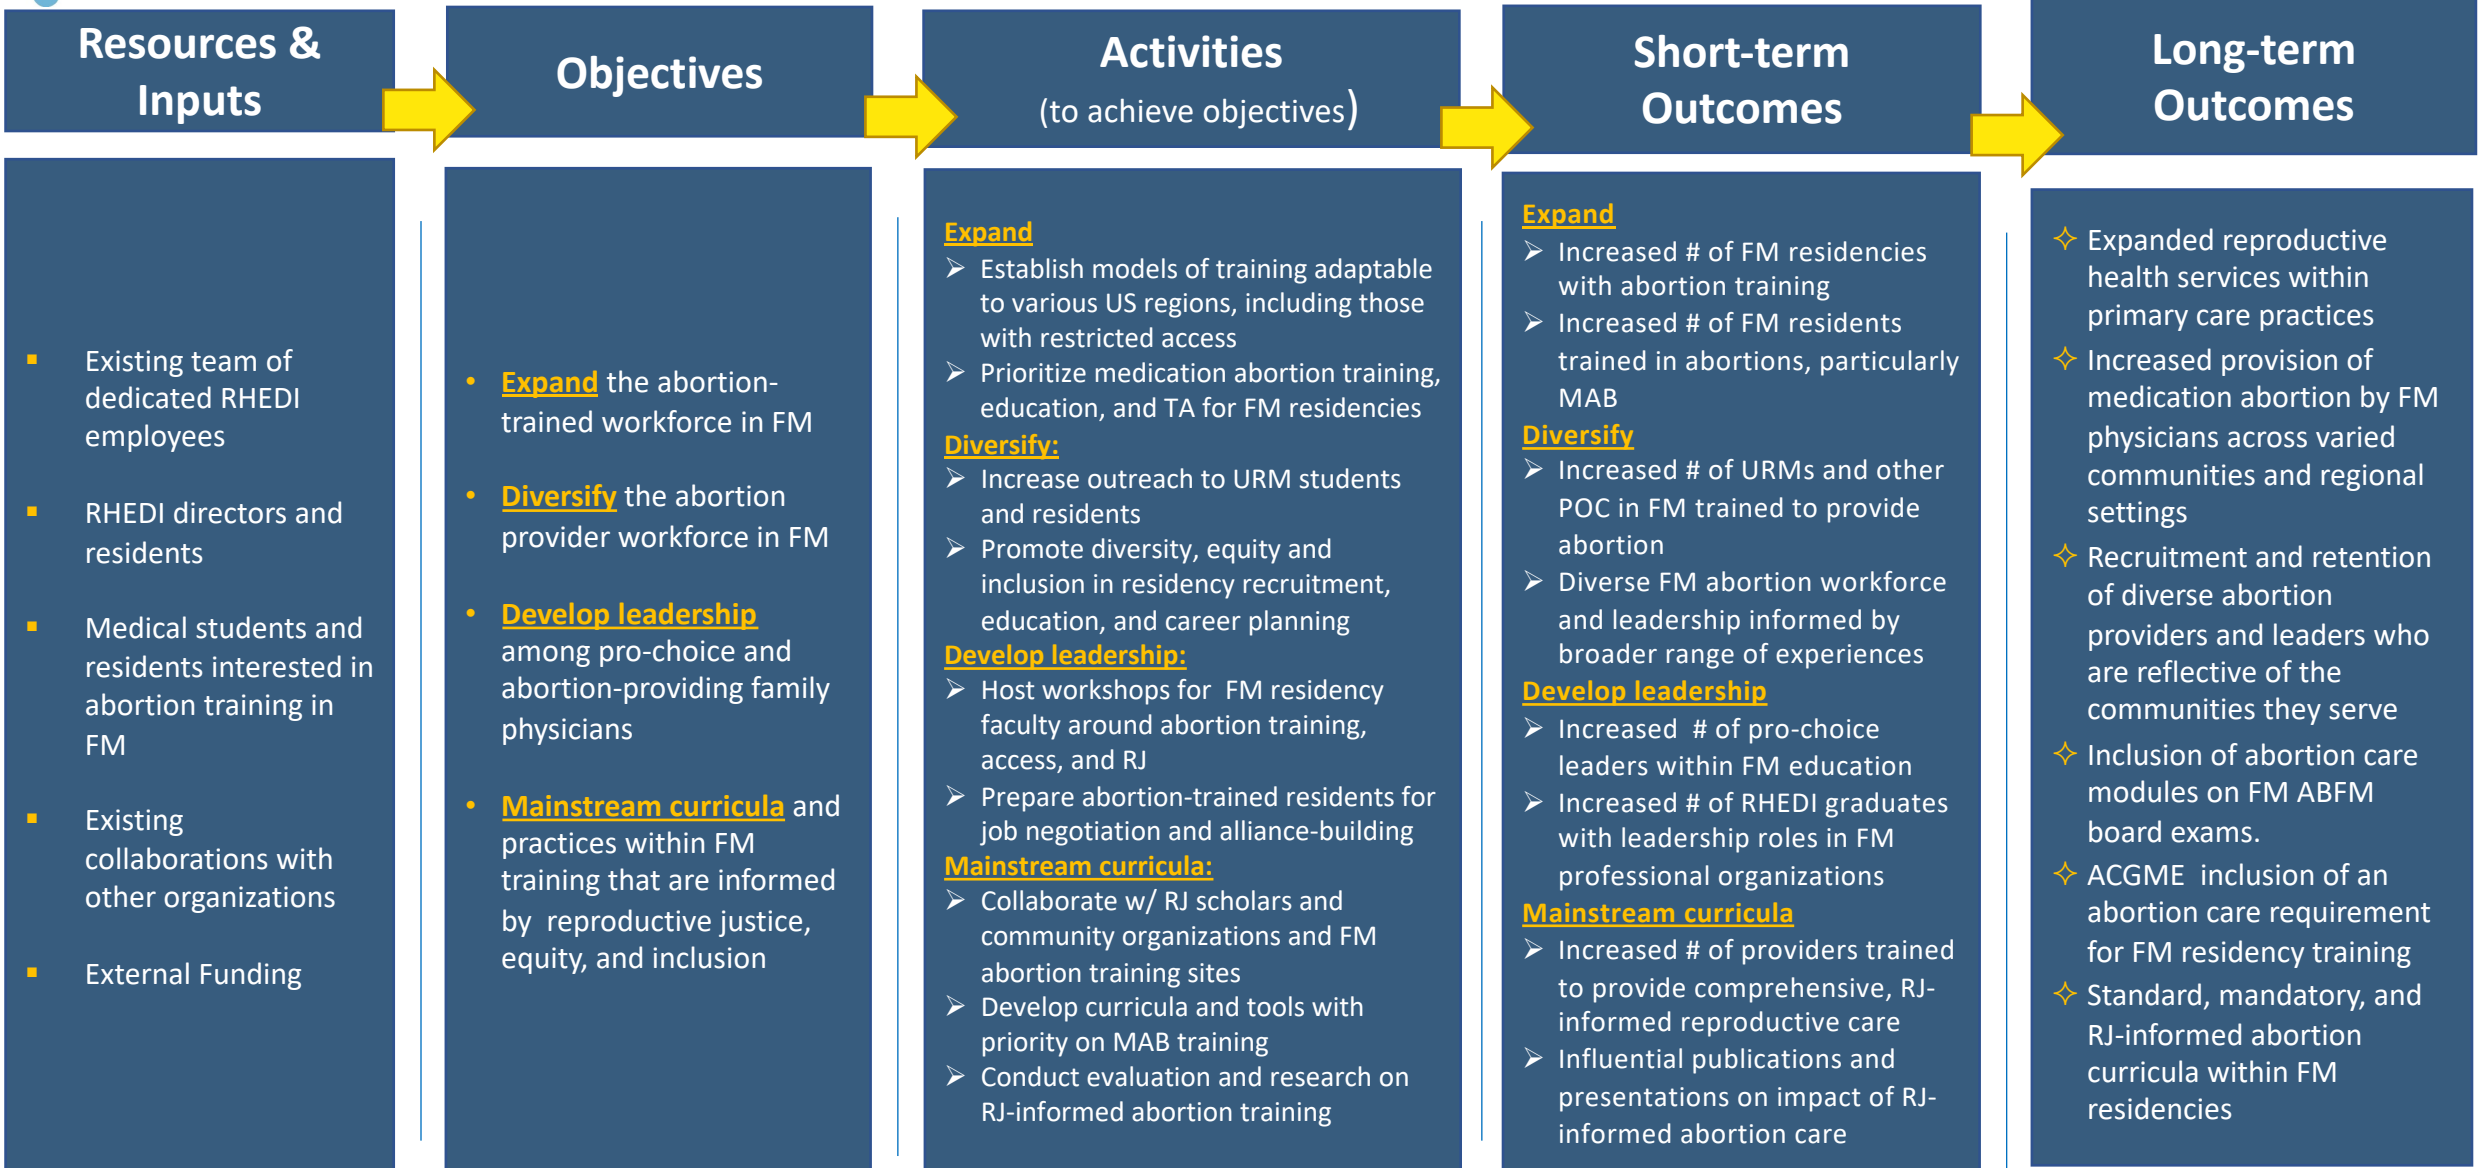 Resources &
Inputs
Existing team of
dedicated RHEDI
employees
RHEDI directors and
residents
Medical students and
residents interested in
abortion training in
FM
Existing
collaborations with
other organizations
External Funding
Objectives
Expand the abortion-
trained workforce in FM
Diversify the abortion
provider workforce in FM
Develop leadership
among pro-choice and
abortion-providing family
physicians
Mainstream curricula and
practices within FM
training that are informed
by reproductive justice,
equity, and inclusion
Activities
(to achieve objectives)
Expand
Establish models of training adaptable
to various US regions, including those
with restricted access
Prioritize medication abortion training,
education, and TA for FM residencies
Diversify:
Increase outreach to URM students
and residents
Promote diversity, equity and
inclusion in residency recruitment,
education, and career planning
Develop leadership:
Host workshops for FM residency
faculty around abortion training,
access, and RJ
Prepare abortion-trained residents for
job negotiation and alliance-building
Mainstream curricula:
Collaborate w/ RJ scholars and
community organizations and FM
abortion training sites
Develop curricula and tools with
priority on MAB training
Conduct evaluation and research on
RJ-informed abortion training
Short-term
Outcomes
Expand
Increased # of FM residencies
with abortion training
Increased # of FM residents
trained in abortions, particularly
MAB
Diversify
Increased # of URMs and other
POC in FM trained to provide
abortion
Diverse FM abortion workforce
and leadership informed by
broader range of experiences
Develop leadership
Increased # of pro-choice
leaders within FM education
Increased # of RHEDI graduates
with leadership roles in FM
professional organizations
Mainstream curricula
Increased # of providers trained
to provide comprehensive, RJ-
informed reproductive care
Influential publications and
presentations on impact of RJ-
informed abortion care
Long-term
Outcomes
Expanded reproductive
health services within
primary care practices
Increased provision of
medication abortion by FM
physicians across varied
communities and regional
settings
Recruitment and retention
of diverse abortion
providers and leaders who
are reflective of the
communities they serve
Inclusion of abortion care
modules on FM ABFM
board exams.
ACGME inclusion of an
abortion care requirement
for FM residency training
Standard, mandatory, and
RJ-informed abortion
curricula within FM
residencies